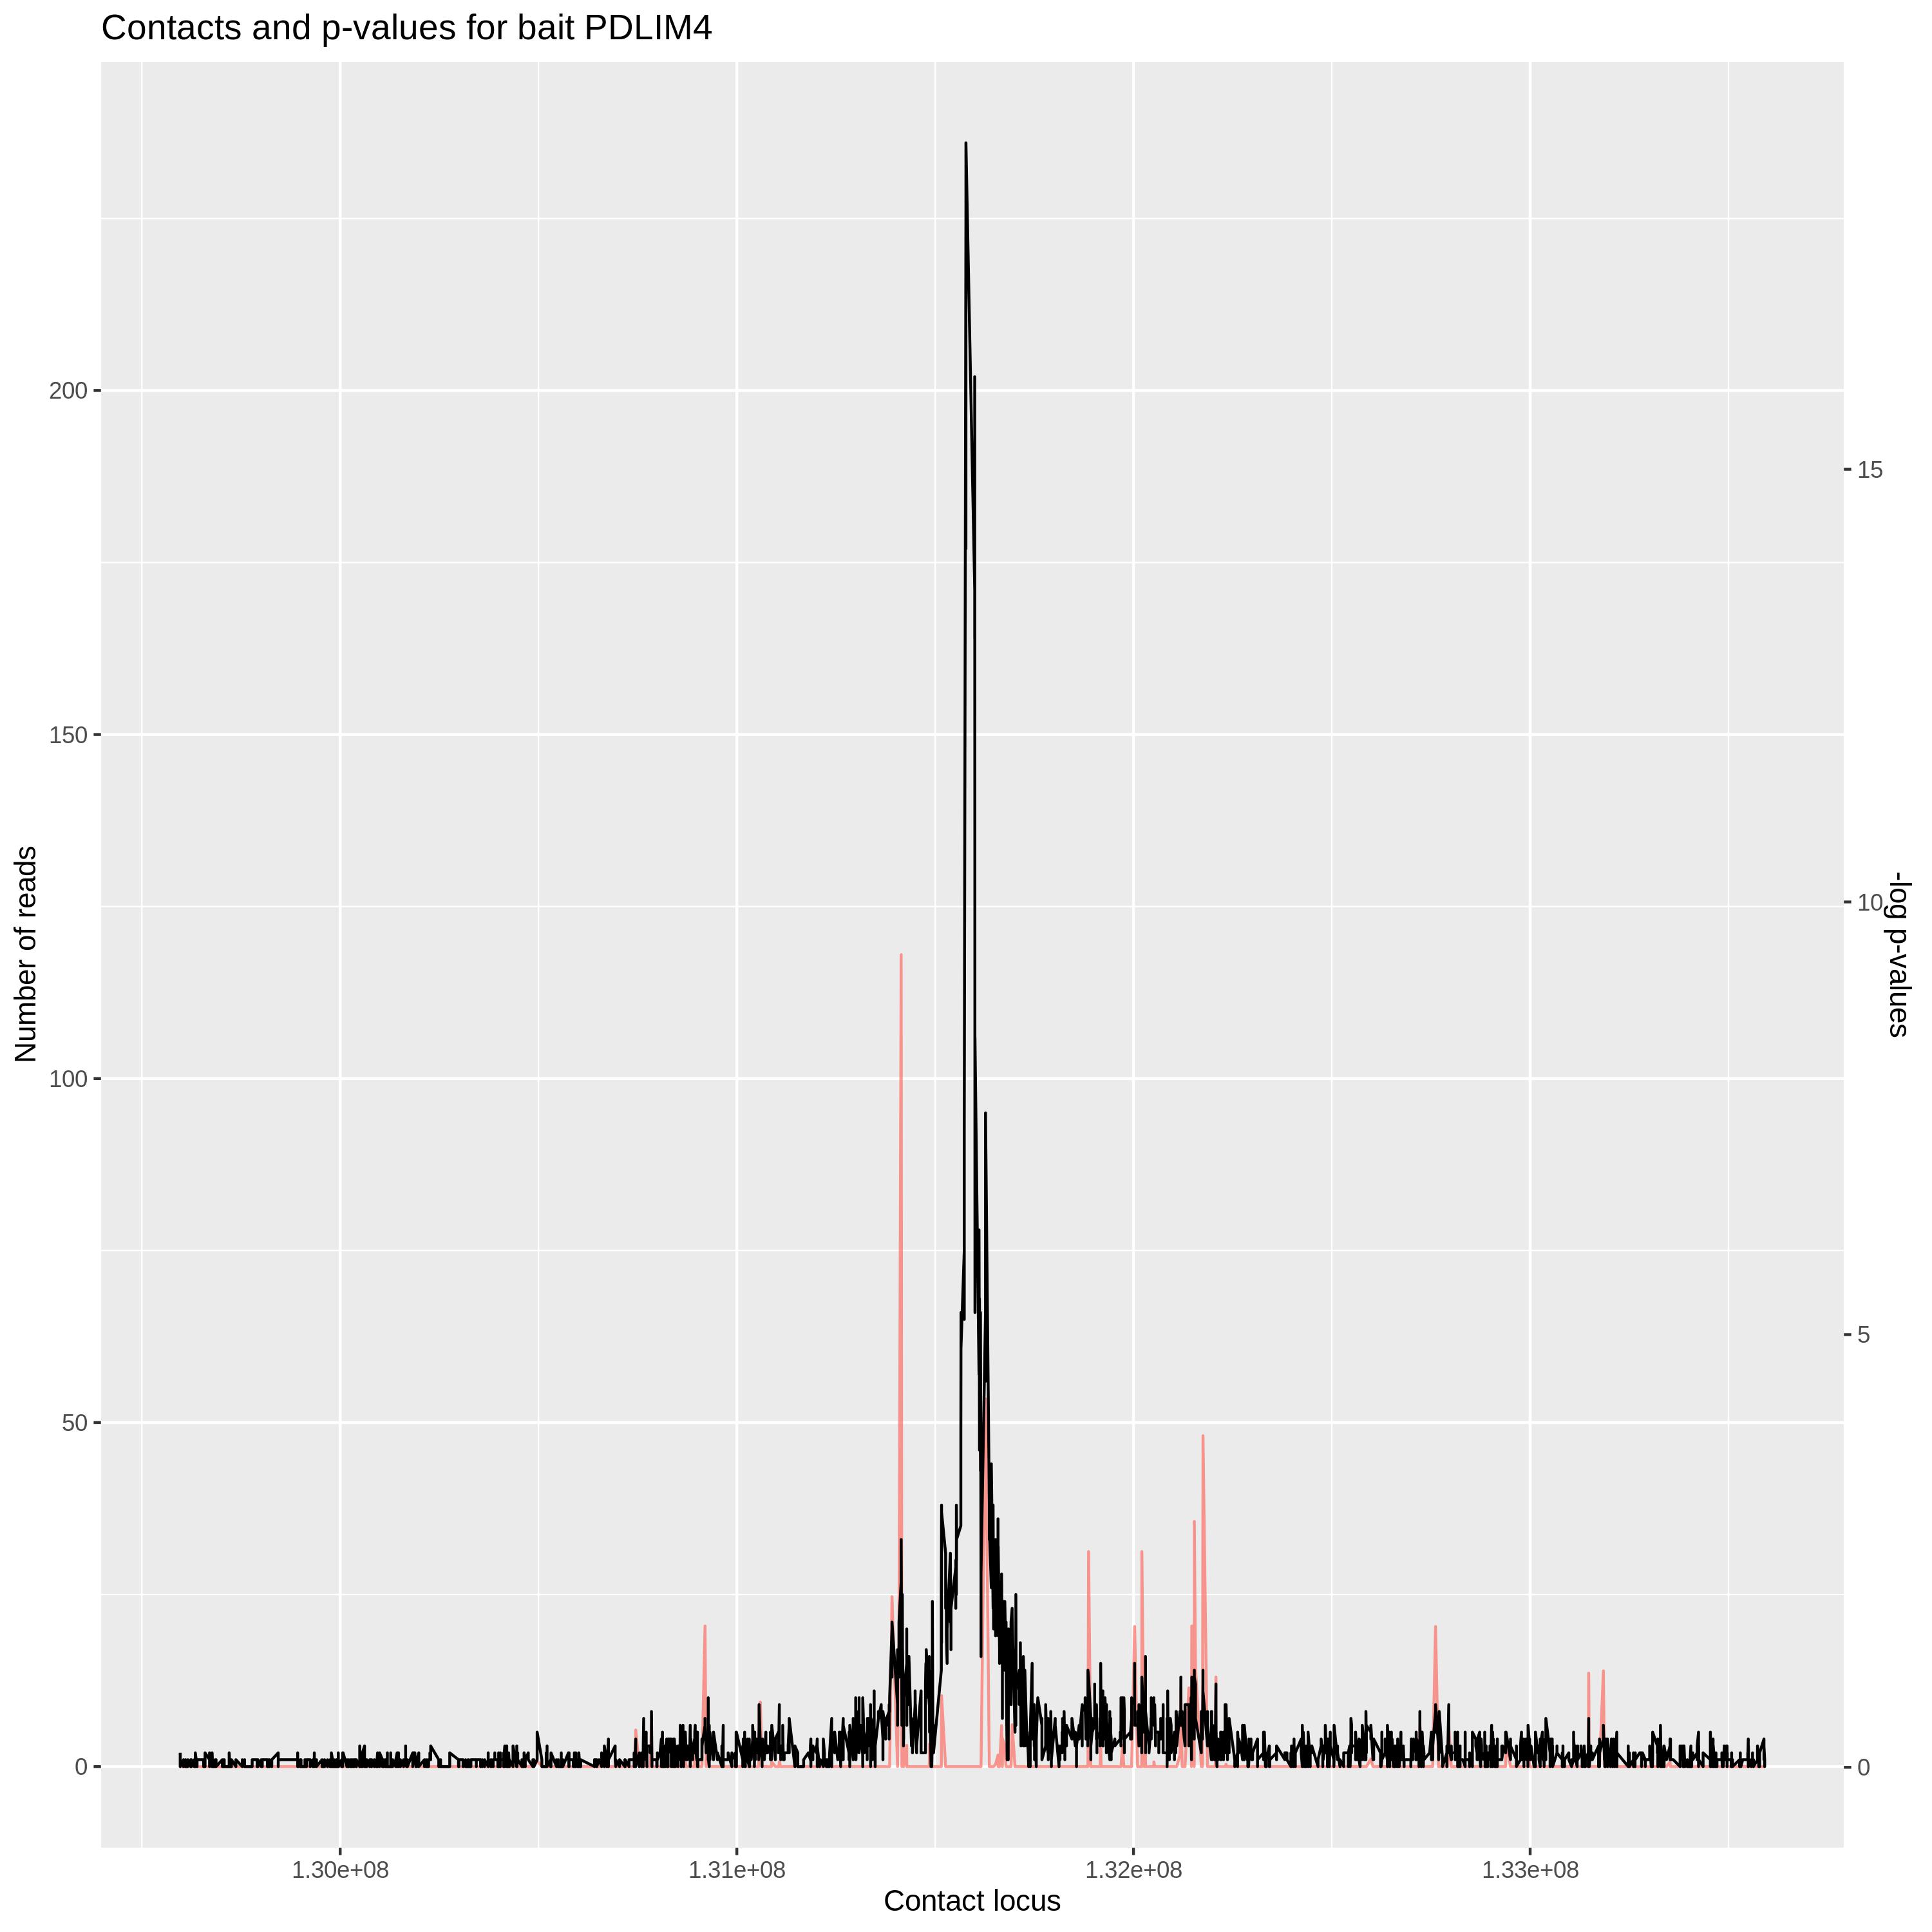 Contacts and p-values for bait PDLIM4
200
150
100
50
0
Number of reads
15
10
5
0
-log p-values
1.30e+08
1.31e+08
1.32e+08
1.33e+08
Contact locus